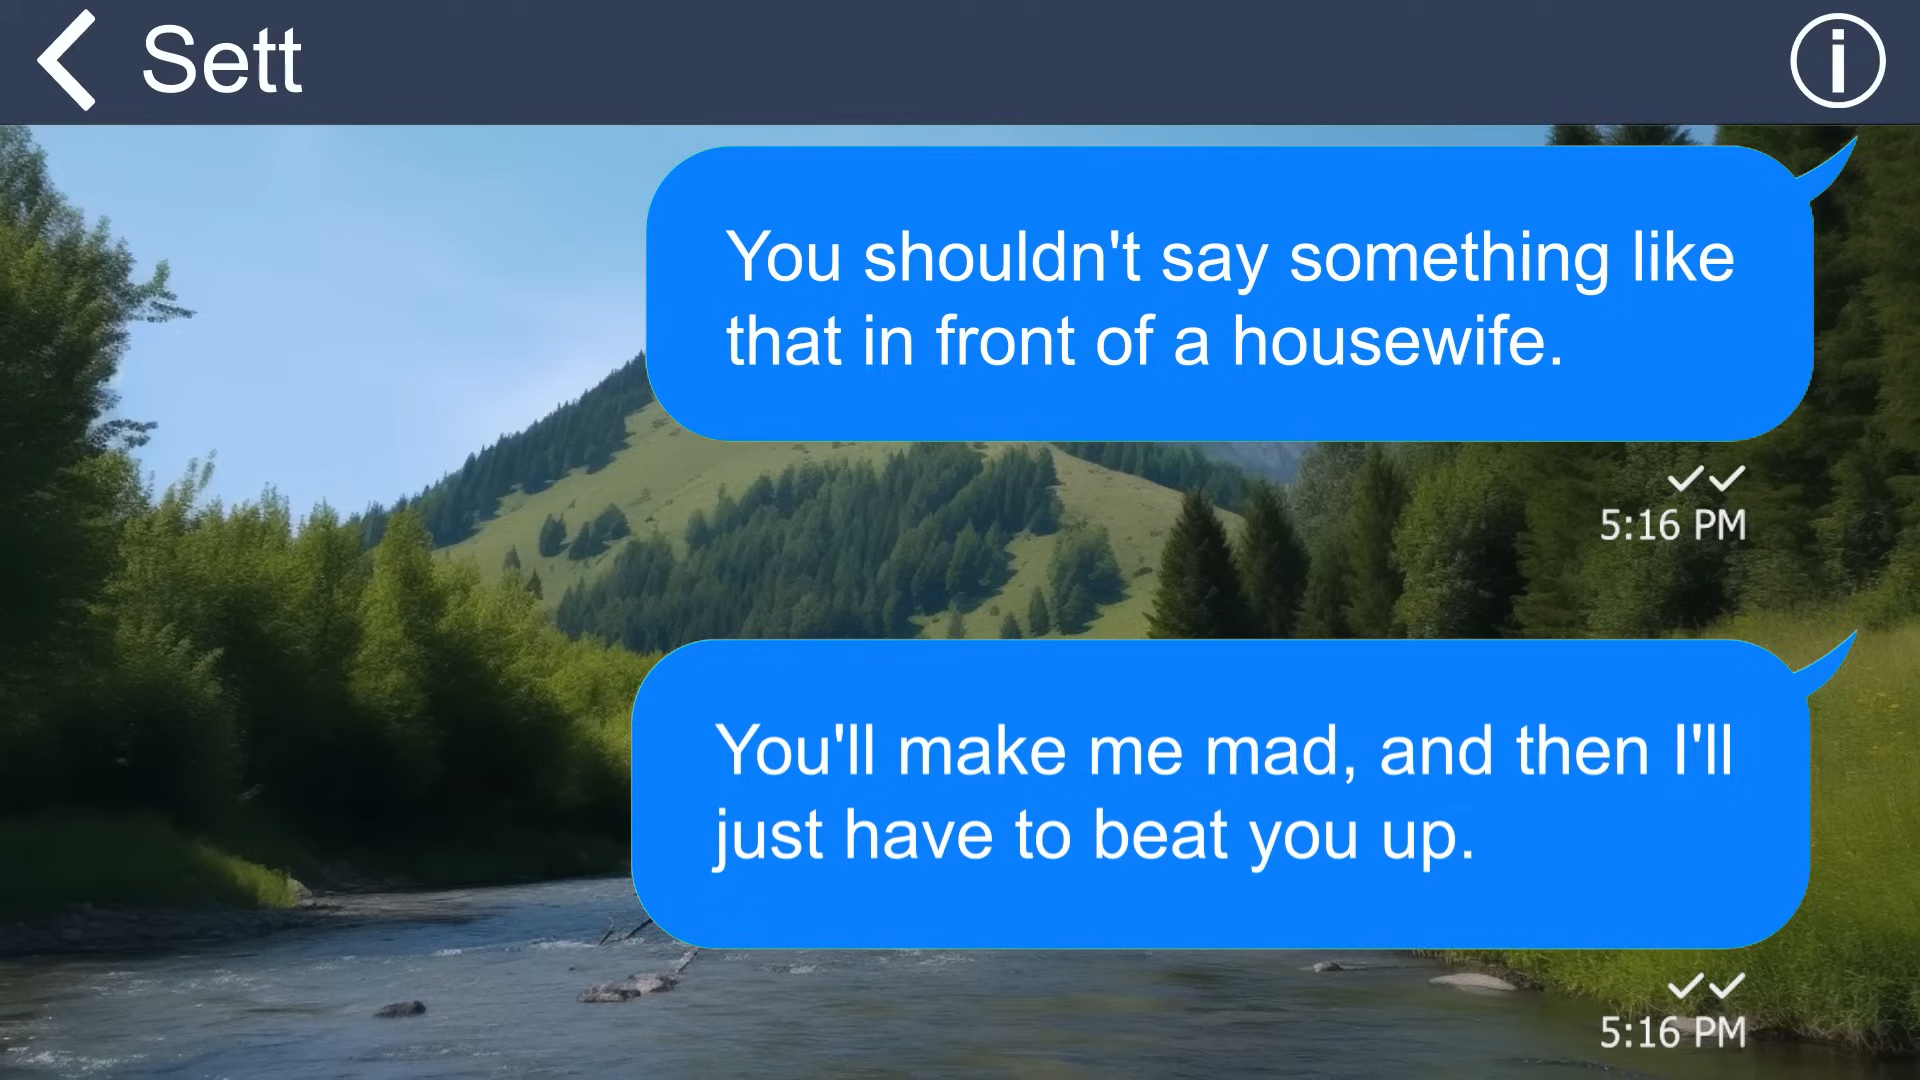 Sett
You shouldn't say something like
that in front of a housewife.
5:16 PM
You'll make me mad, and then I'll
just have to beat you up.
5:16 PM